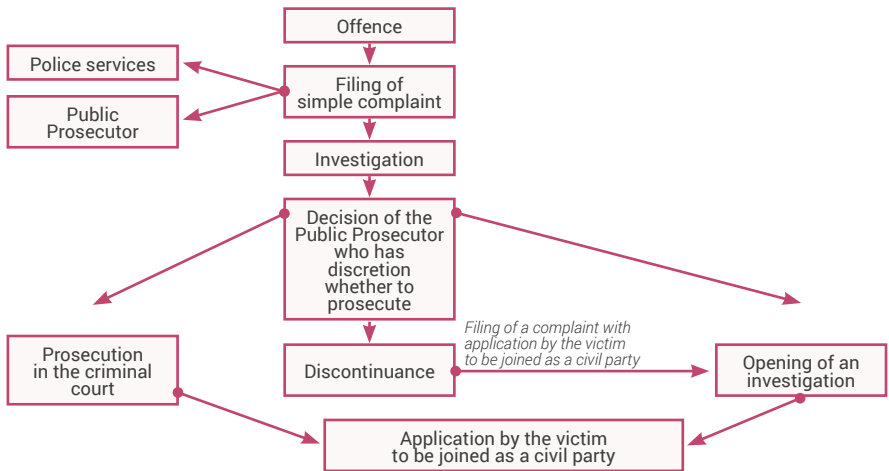 Offence
Police services
Filing of
simple complaint
Public
Prosecutor
Investigation
Decision of the
Public Prosecutor
who has
discretion
whether to
prosecute
Filing of a complaint with
application by the victim
to be joined as a civil party
Prosecution
in the criminal
court
Discontinuance
Opening of an
investigation
Application by the victim
to be joined as a civil party